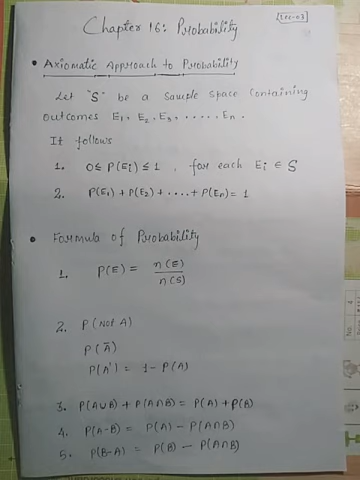 [Lec-03]
Chapter 16: Probability
• Axiomatic Approach to Probability
Let "S" be a Sample Space Containing
outcomes E₁, E₂, E₃, ...... Eₙ.
It follows
1. 0 ≤ P(Eᵢ) ≤ 1 , for each Eᵢ ∈ S
2. P(E₁) + P(E₂) + .... + P(Eₙ) = 1
• Formula of Probability
1. P(E) = n(E) / n(S)
2. P(Not A)
P(Ā)
P(A') = 1 - P(A)
3. P(A∪B) + P(A∩B) = P(A) + P(B)
4. P(A-B) = P(A) - P(A∩B)
5. P(B-A) = P(B) - P(A∩B)